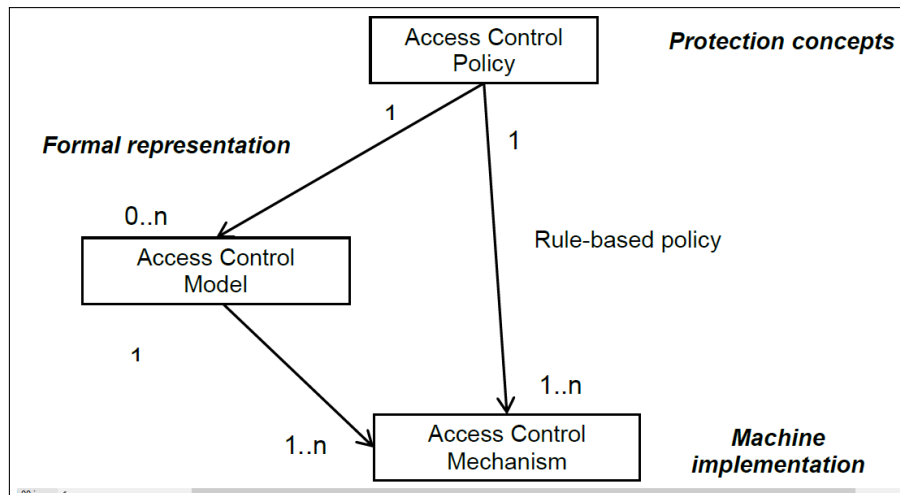 Access Control
Policy
Protection concepts
1
1
Formal representation
0..n
Rule-based policy
Access Control
Model
1
1..n
1..n
Access Control
Mechanism
Machine
implementation